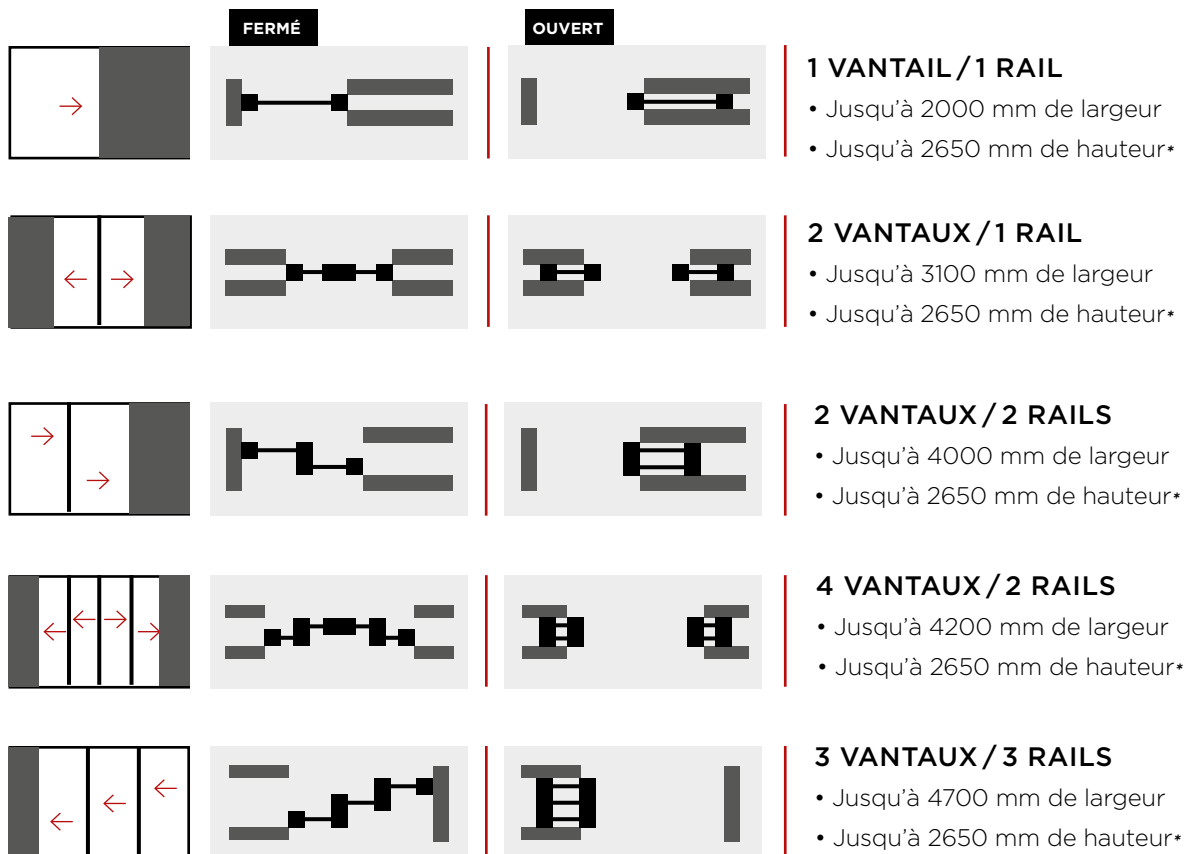 FERMÉ
OUVERT
1 VANTAIL / 1 RAIL
• Jusqu'à 2000 mm de largeur
• Jusqu'à 2650 mm de hauteur*
2 VANTAUX / 1 RAIL
• Jusqu'à 3100 mm de largeur
• Jusqu'à 2650 mm de hauteur*
2 VANTAUX / 2 RAILS
• Jusqu'à 4000 mm de largeur
• Jusqu'à 2650 mm de hauteur*
4 VANTAUX / 2 RAILS
• Jusqu'à 4200 mm de largeur
• Jusqu'à 2650 mm de hauteur*
3 VANTAUX / 3 RAILS
• Jusqu'à 4700 mm de largeur
• Jusqu'à 2650 mm de hauteur*